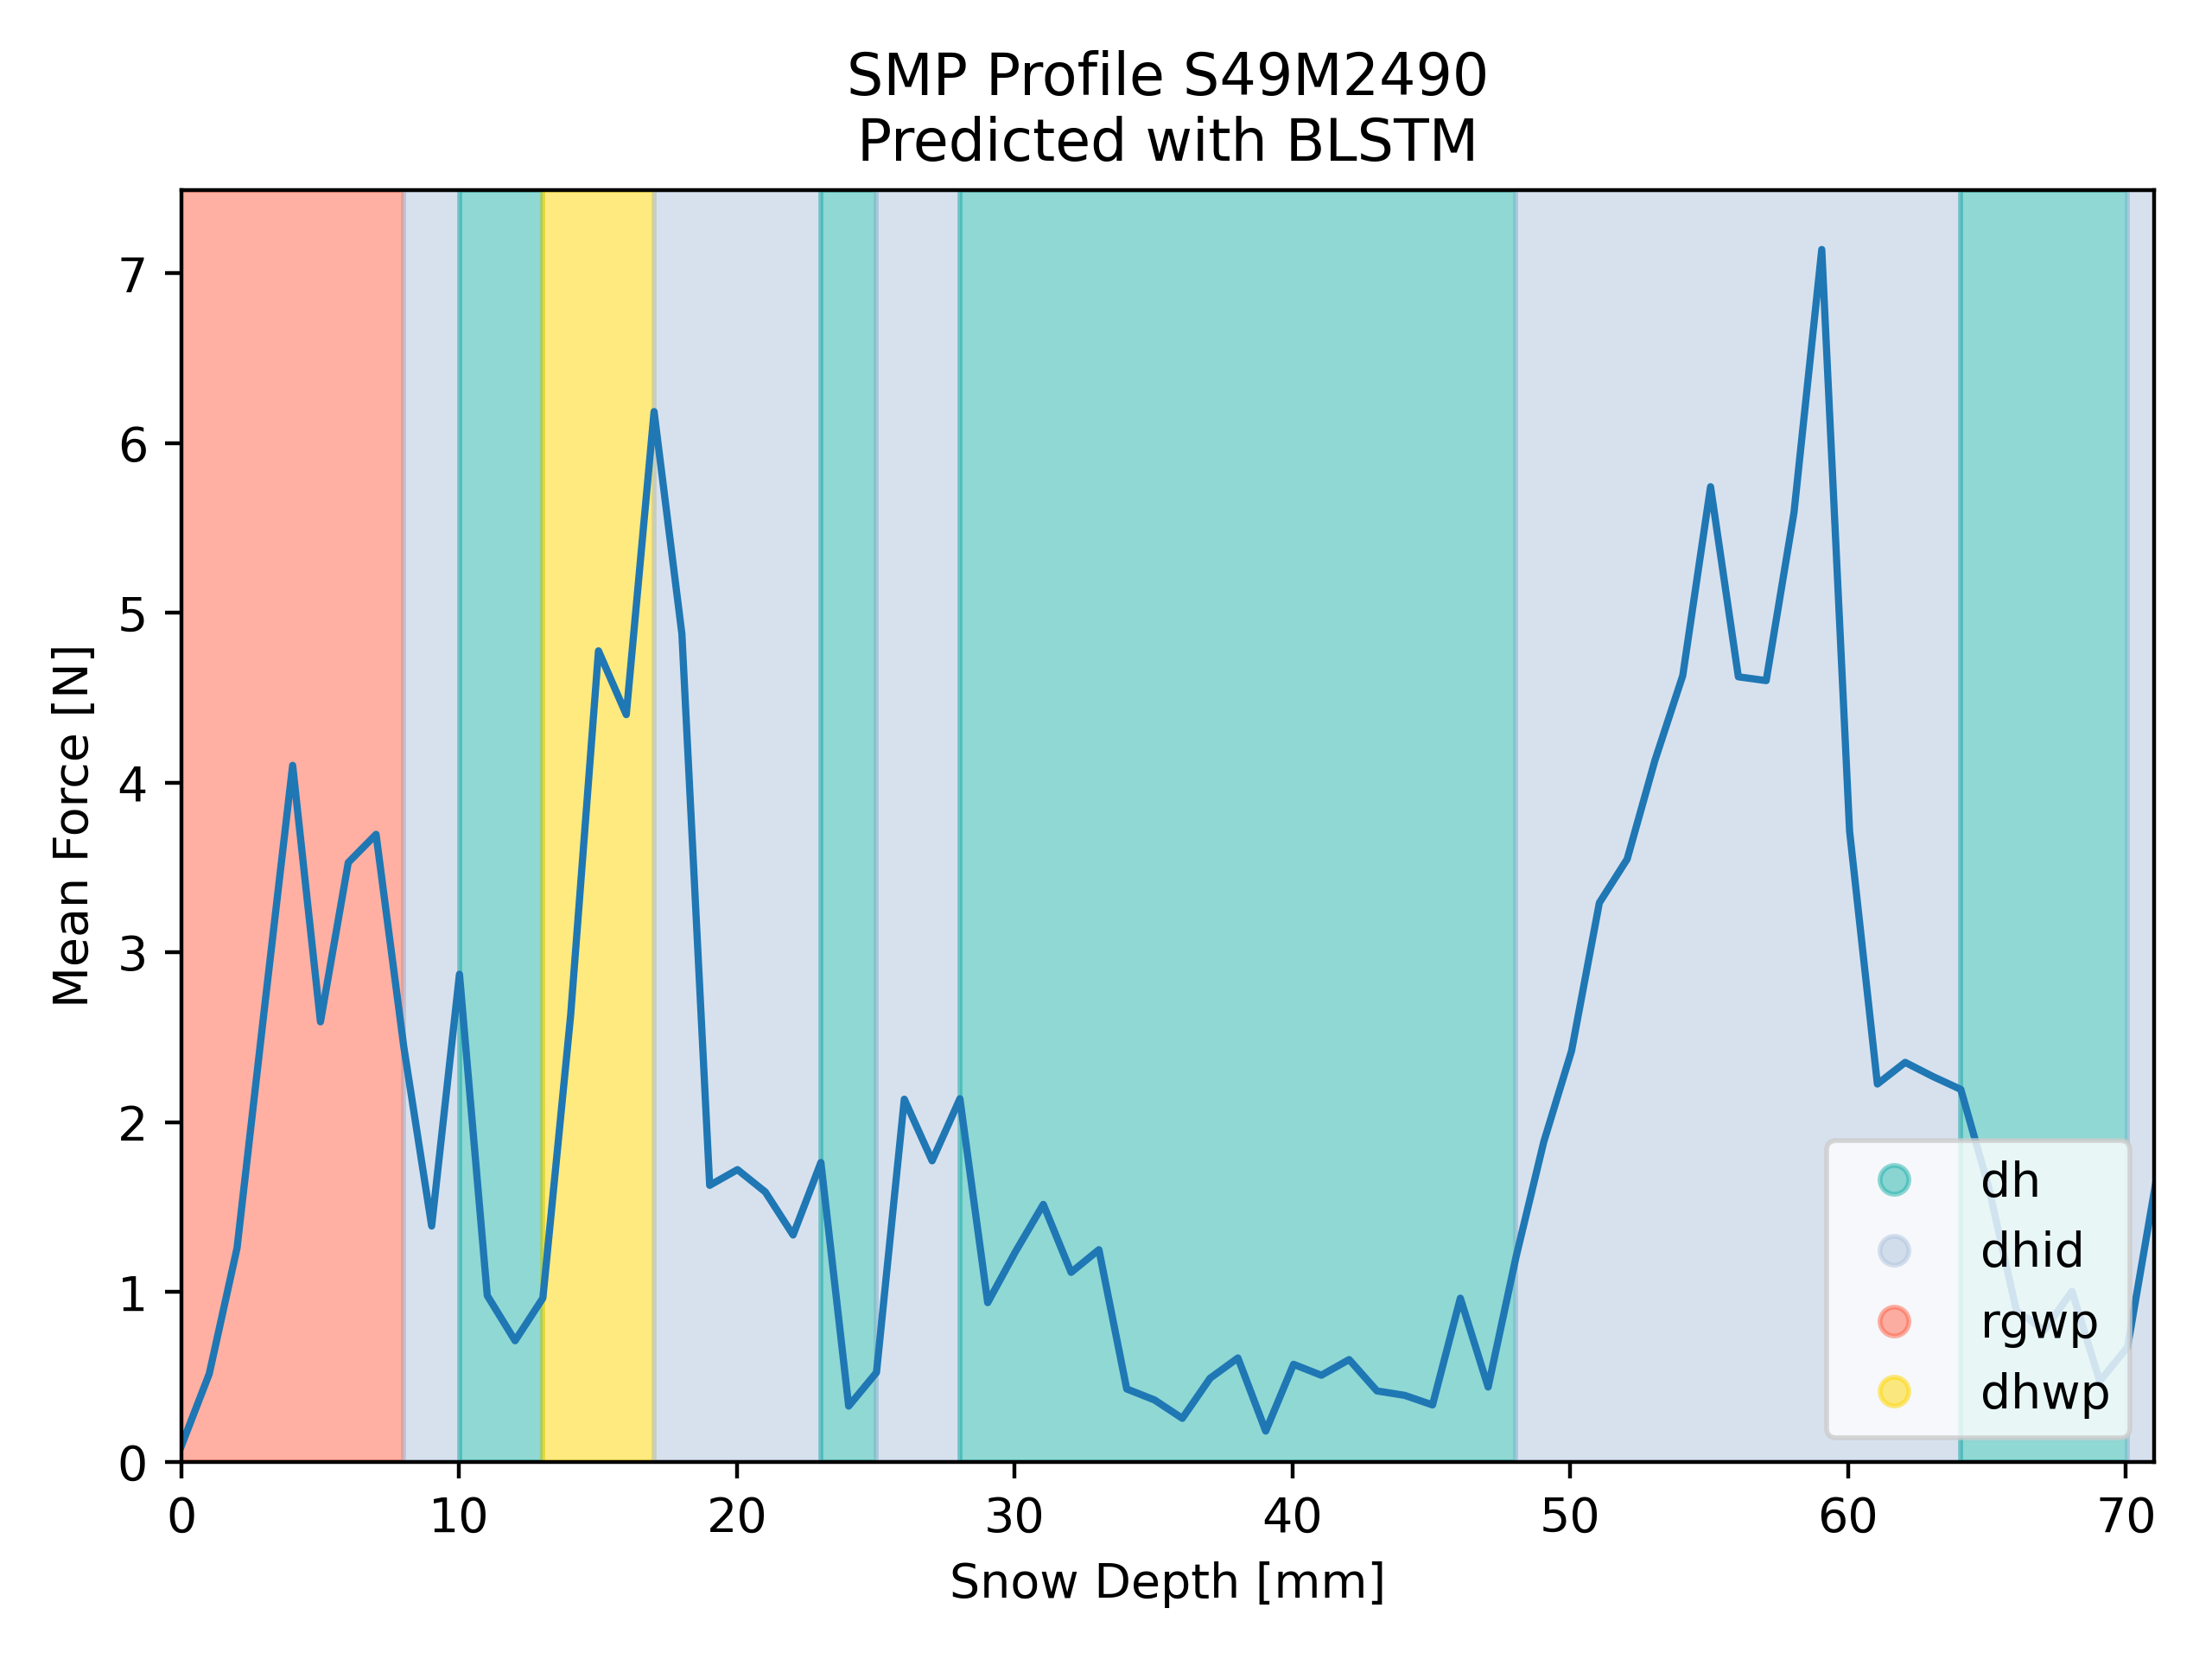 SMP Profile S49M2490
Predicted with BLSTM
Mean Force [N]
7
6
5
4
3
2
1
0
dh
dhid
rgwp
dhwp
0 10 20 30 40 50 60 70
Snow Depth [mm]